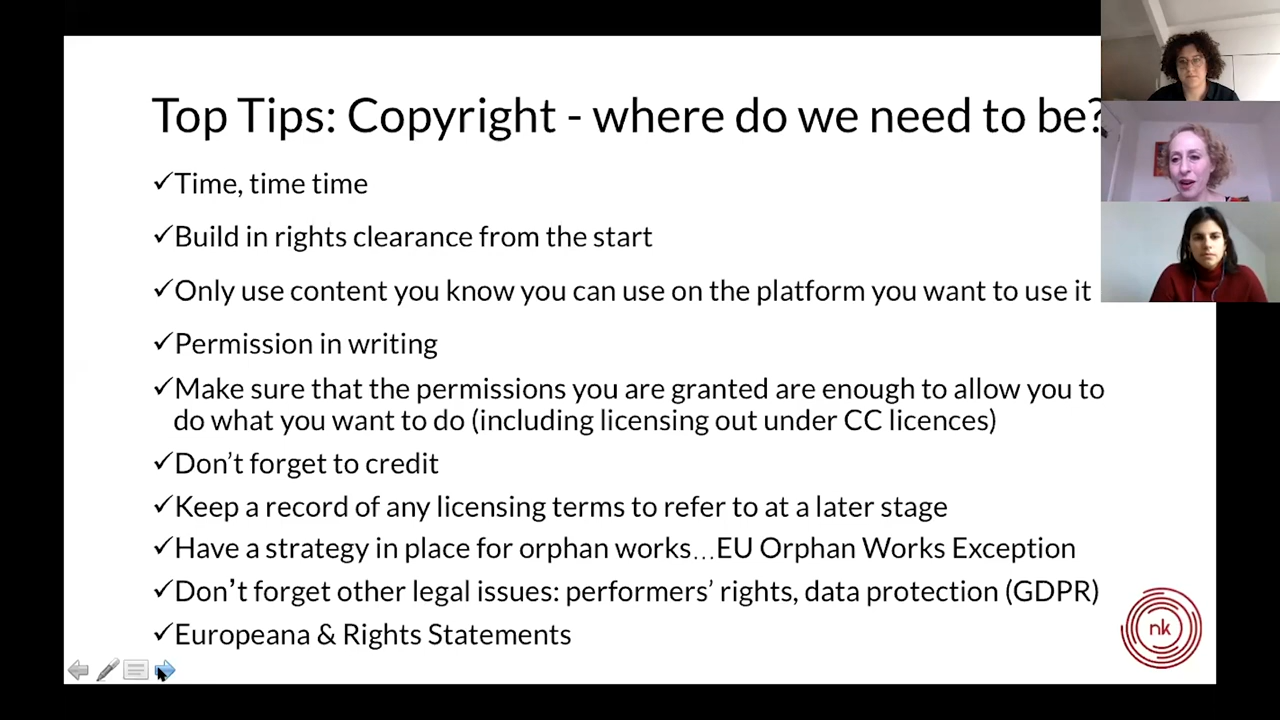 Top Tips: Copyright - where do we need to be?
✓Time, time time
✓Build in rights clearance from the start
✓Only use content you know you can use on the platform you want to use it
✓Permission in writing
✓Make sure that the permissions you are granted are enough to allow you to
do what you want to do (including licensing out under CC licences)
✓Don’t forget to credit
✓Keep a record of any licensing terms to refer to at a later stage
✓Have a strategy in place for orphan works…EU Orphan Works Exception
✓Don’t forget other legal issues: performers’ rights, data protection (GDPR)
✓Europeana & Rights Statements
nk